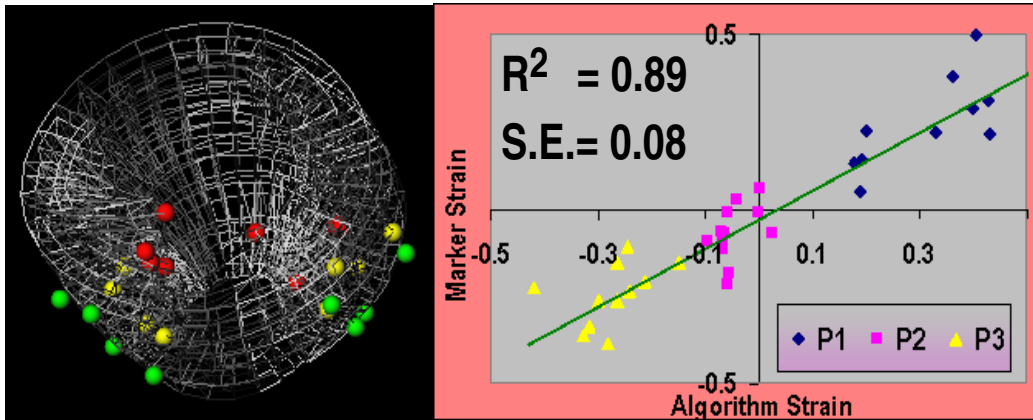 R² = 0.89
S.E.= 0.08
0.5
-0.5
-0.3
-0.1
0.1
0.3
-0.5
Marker Strain
Algorithm Strain
P1
P2
P3